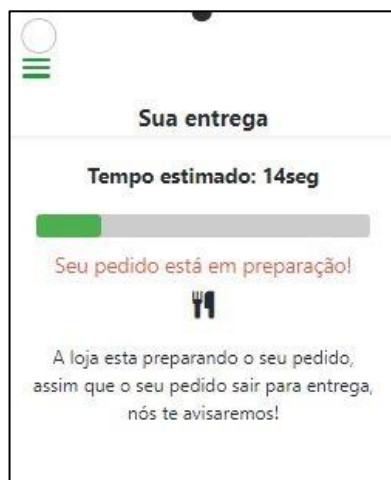 Sua entrega
Tempo estimado: 14seg
Seu pedido está em preparação!
A loja esta preparando o seu pedido,
assim que o seu pedido sair para entrega,
nós te avisaremos!